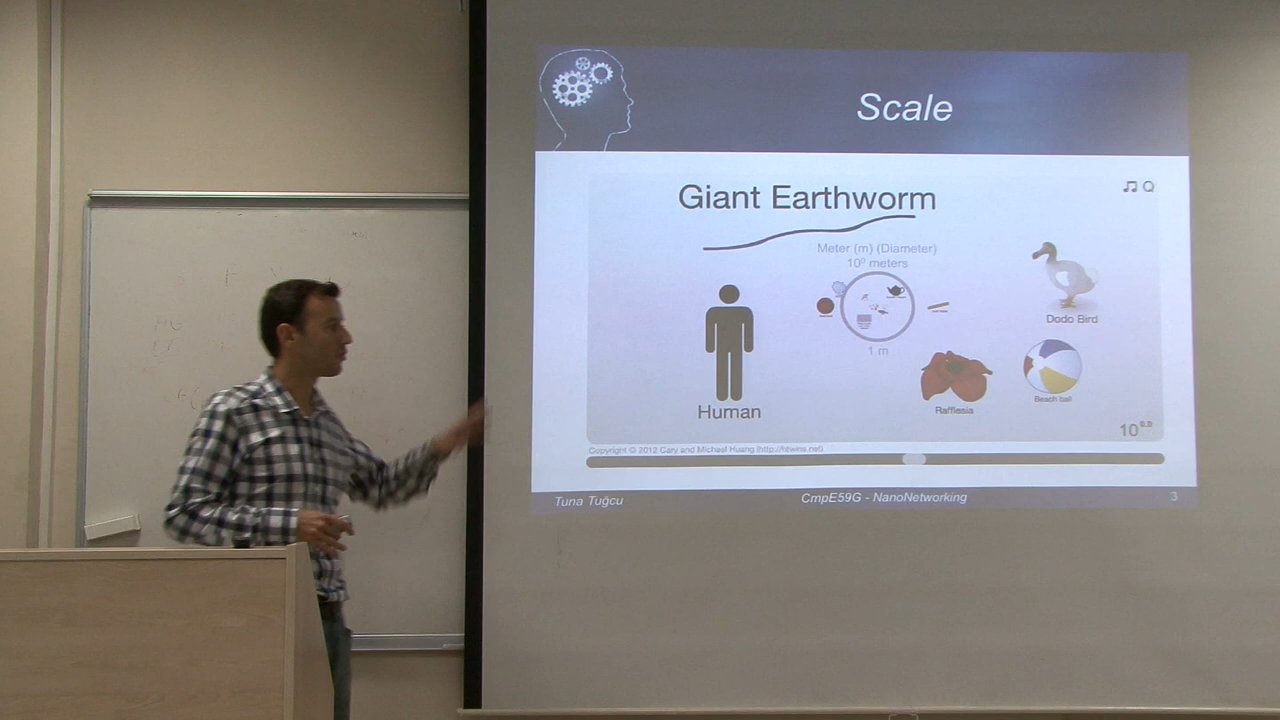 Scale
Giant Earthworm
Q
Meter (m) (Diameter)
10⁰ meters
Dodo Bird
1 m
Human
Rafflesia
Beach ball
10⁰·⁸
Copyright © 2012 Cary and Michael Huang (http://htwins.net)
Tuna Tuğcu
CmpE59G - NanoNetworking
3